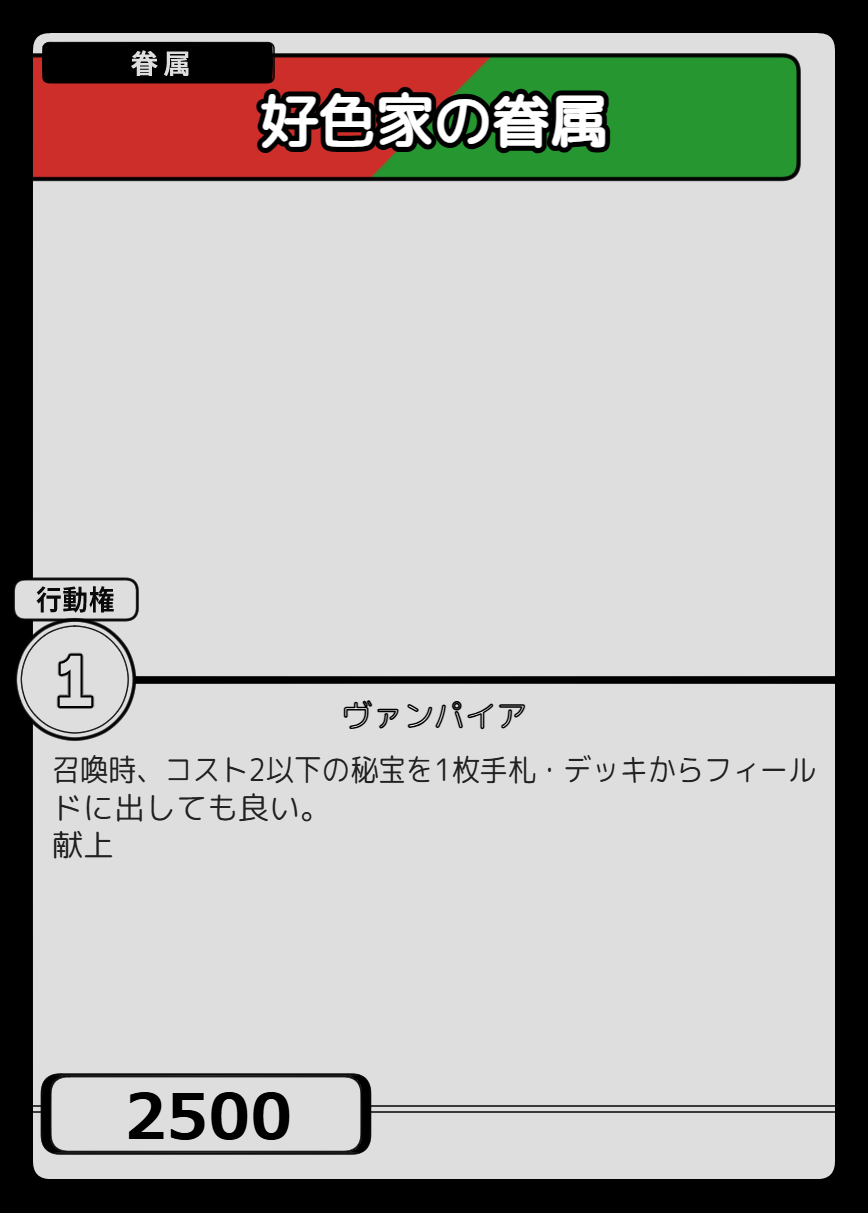 眷属
好色家の眷属
行動権
1
ヴァンパイア
召喚時、コスト2以下の秘宝を1枚手札・デッキからフィール
ドに出しても良い。
献上
2500